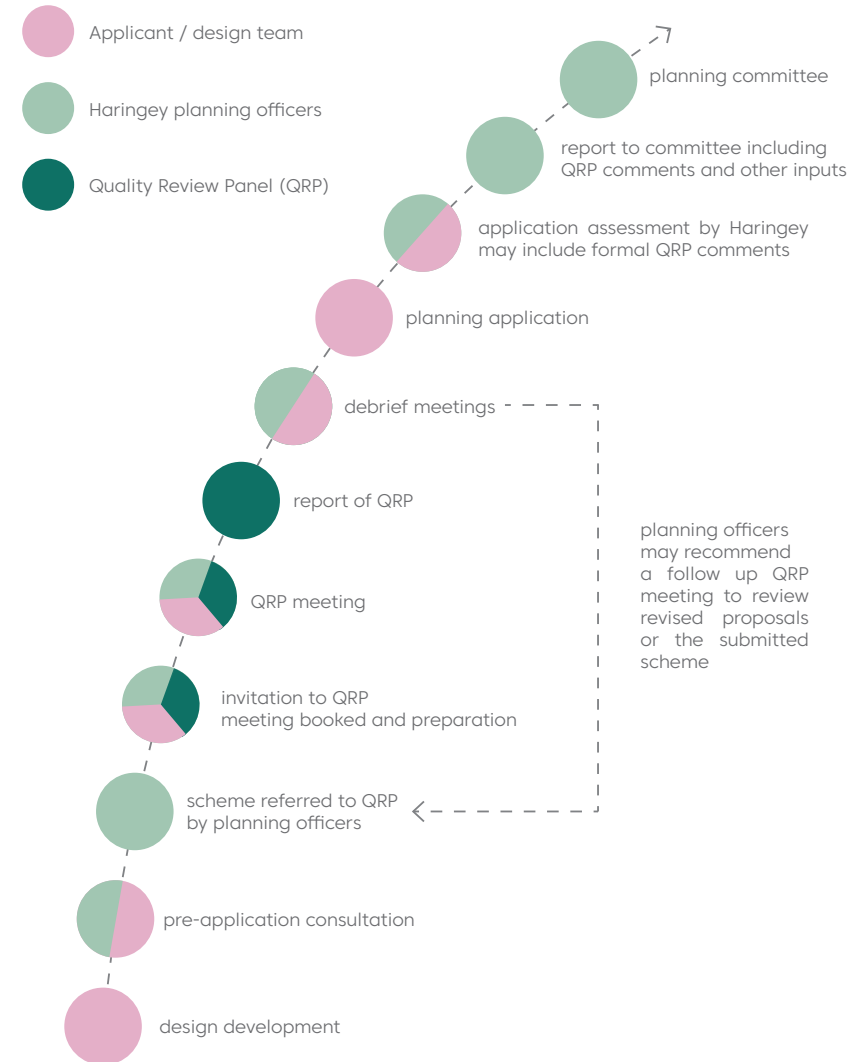 Applicant / design team
Haringey planning officers
Quality Review Panel (QRP)
planning committee
report to committee including
QRP comments and other inputs
application assessment by Haringey
may include formal QRP comments
planning application
debrief meetings
report of QRP
QRP meeting
invitation to QRP
meeting booked and preparation
scheme referred to QRP
by planning officers
pre-application consultation
design development
planning officers
may recommend
a follow up QRP
meeting to review
revised proposals
or the submitted
scheme